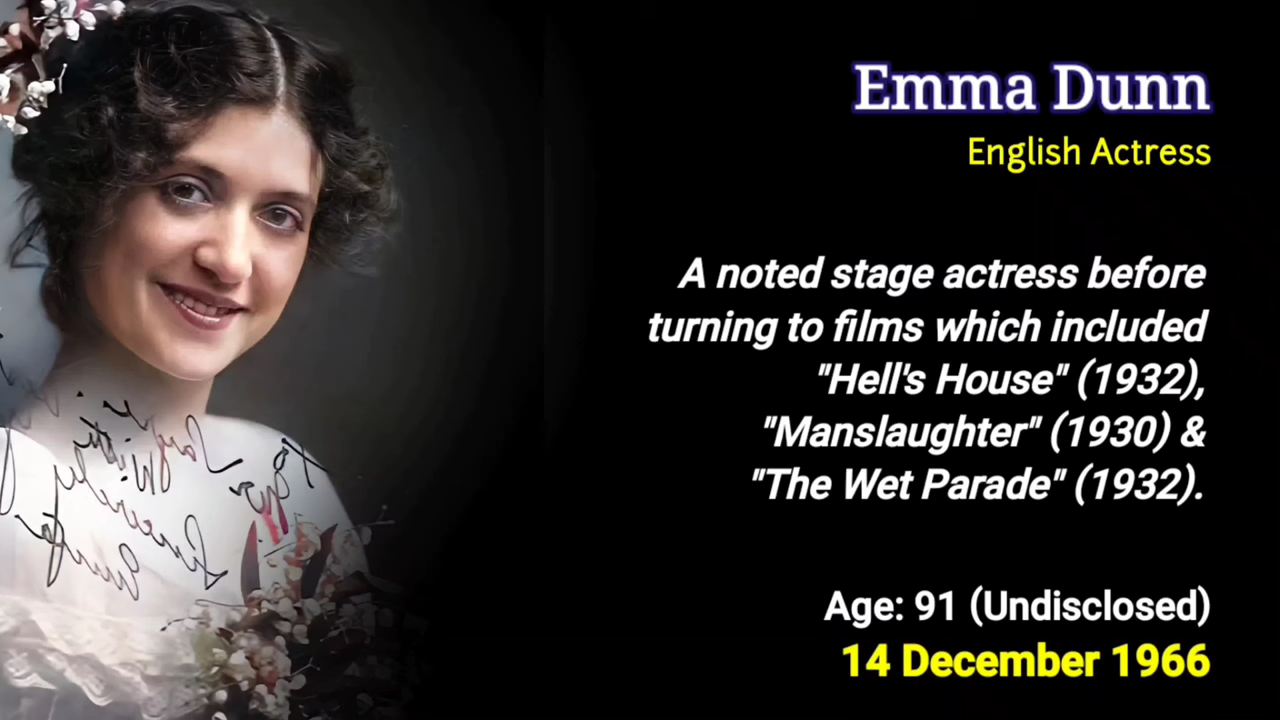 Emma Dunn
English Actress
A noted stage actress before
turning to films which included
"Hell's House" (1932),
"Manslaughter" (1930) &
"The Wet Parade" (1932).
Age: 91 (Undisclosed)
14 December 1966